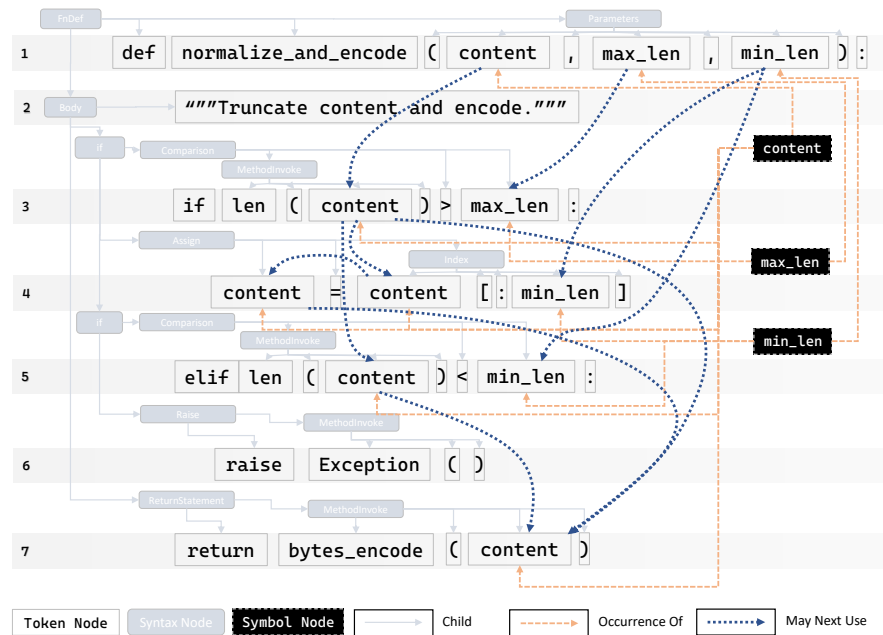 FnDef Parameters
1 def normalize_and_encode ( content , max_len , min_len ) :
2 Body “””Truncate content and encode.”””
content
if Comparison
MethodInvoke
3 if len ( content ) > max_len :
Assign
Index
max_len
4 content = content [ : min_len ]
if Comparison
MethodInvoke
min_len
5 elif len ( content ) < min_len :
Raise MethodInvoke
6 raise Exception ( )
ReturnStatement MethodInvoke
7 return bytes_encode ( content )
Token Node Syntax Node Symbol Node Child Occurrence Of May Next Use